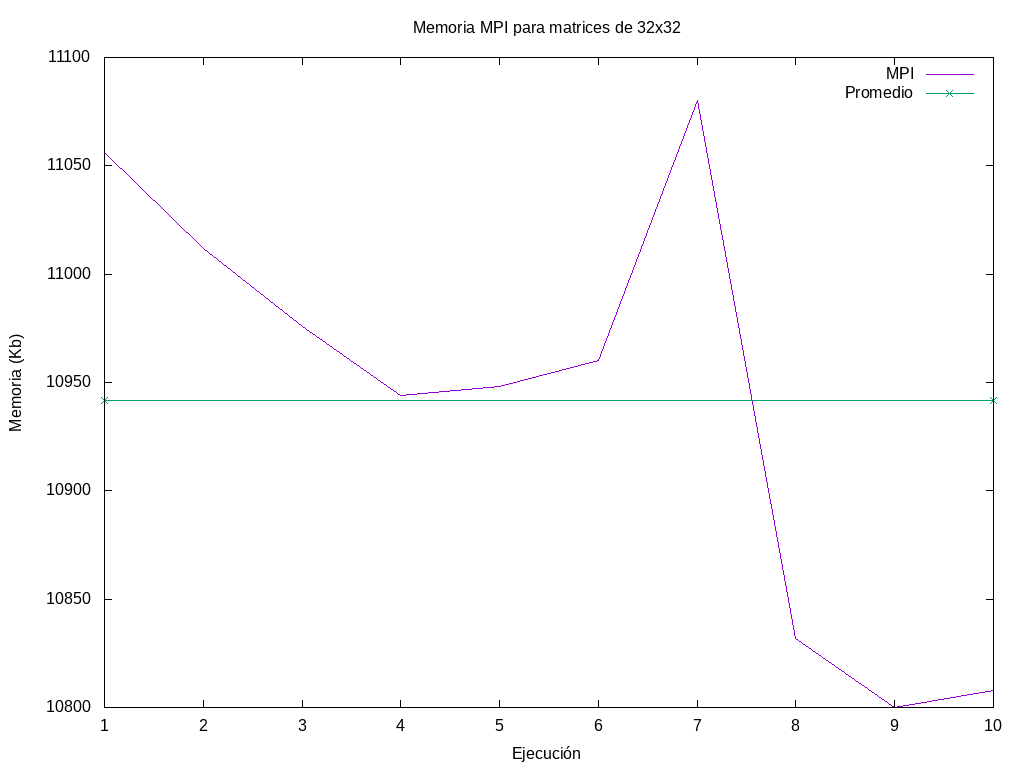 Memoria MPI para matrices de 32x32
11100
11050
11000
10950
10900
10850
10800
Memoria (Kb)
MPI
Promedio
1 2 3 4 5 6 7 8 9 10
Ejecución